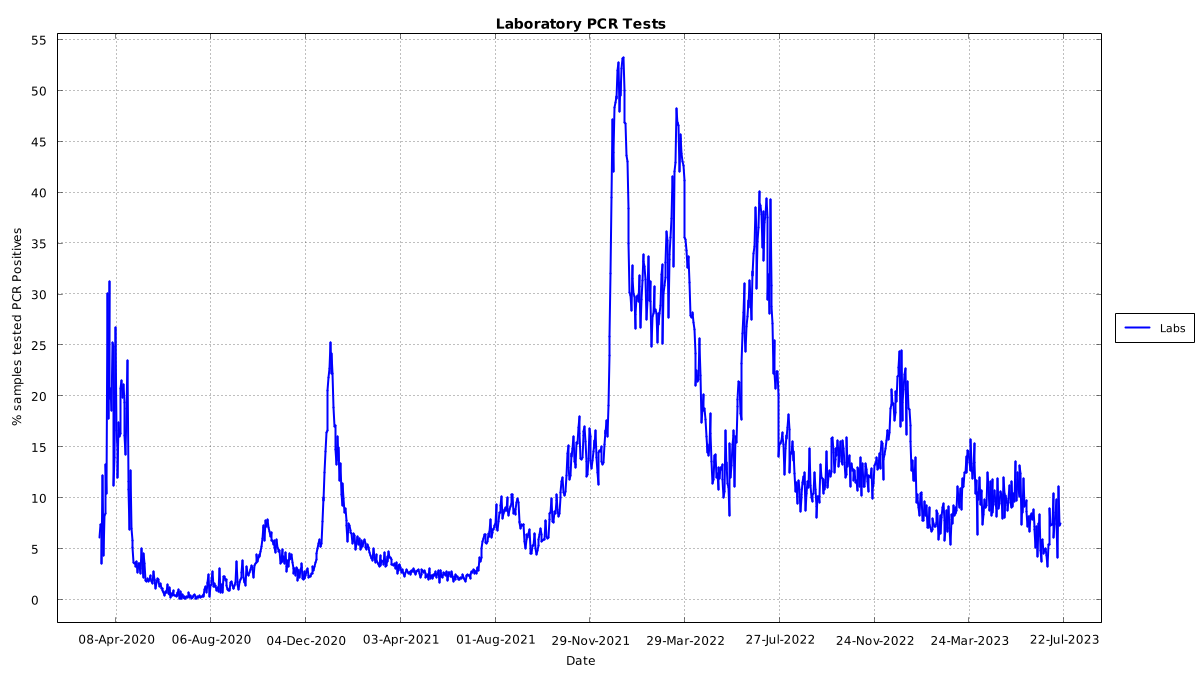 Laboratory PCR Tests
% samples tested PCR Positives
55
50
45
40
35
30
25
20
15
10
5
0
08-Apr-2020 06-Aug-2020 04-Dec-2020 03-Apr-2021 01-Aug-2021 29-Nov-2021 29-Mar-2022 27-Jul-2022 24-Nov-2022 24-Mar-2023 22-Jul-2023
Date
Labs